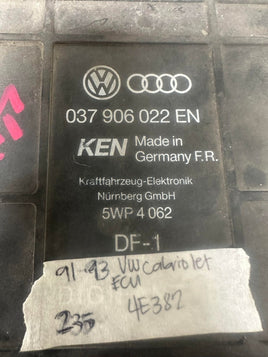 037 906 022 EN
KEN Made in
Germany F.R.
Kraftfahrzeug-Elektronik
Nürnberg GmbH
5WP 4 062
DF-1
91-93 VW cabriolet
ECU
4E382
235